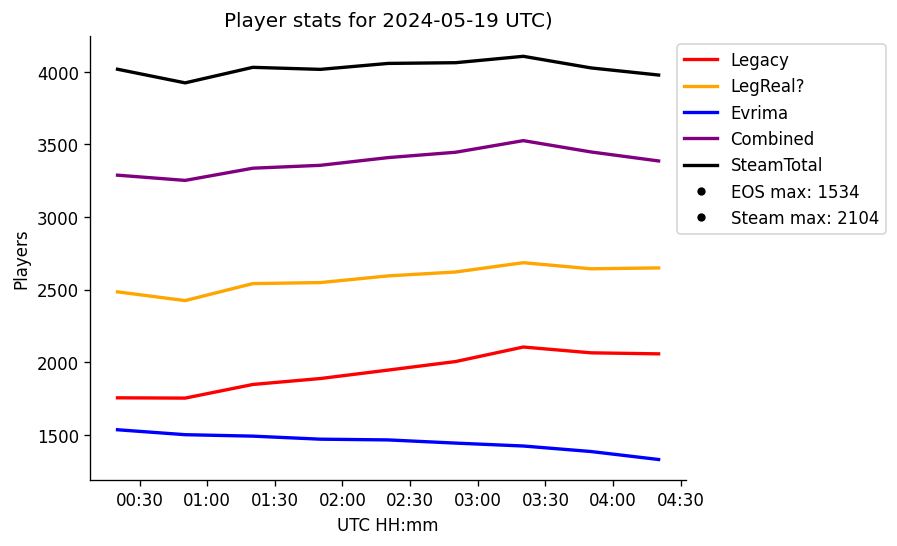 Player stats for 2024-05-19 UTC)
4000
3500
3000
2500
2000
1500
Players
00:30 01:00 01:30 02:00 02:30 03:00 03:30 04:00 04:30
UTC HH:mm
Legacy
LegReal?
Evrima
Combined
SteamTotal
EOS max: 1534
Steam max: 2104